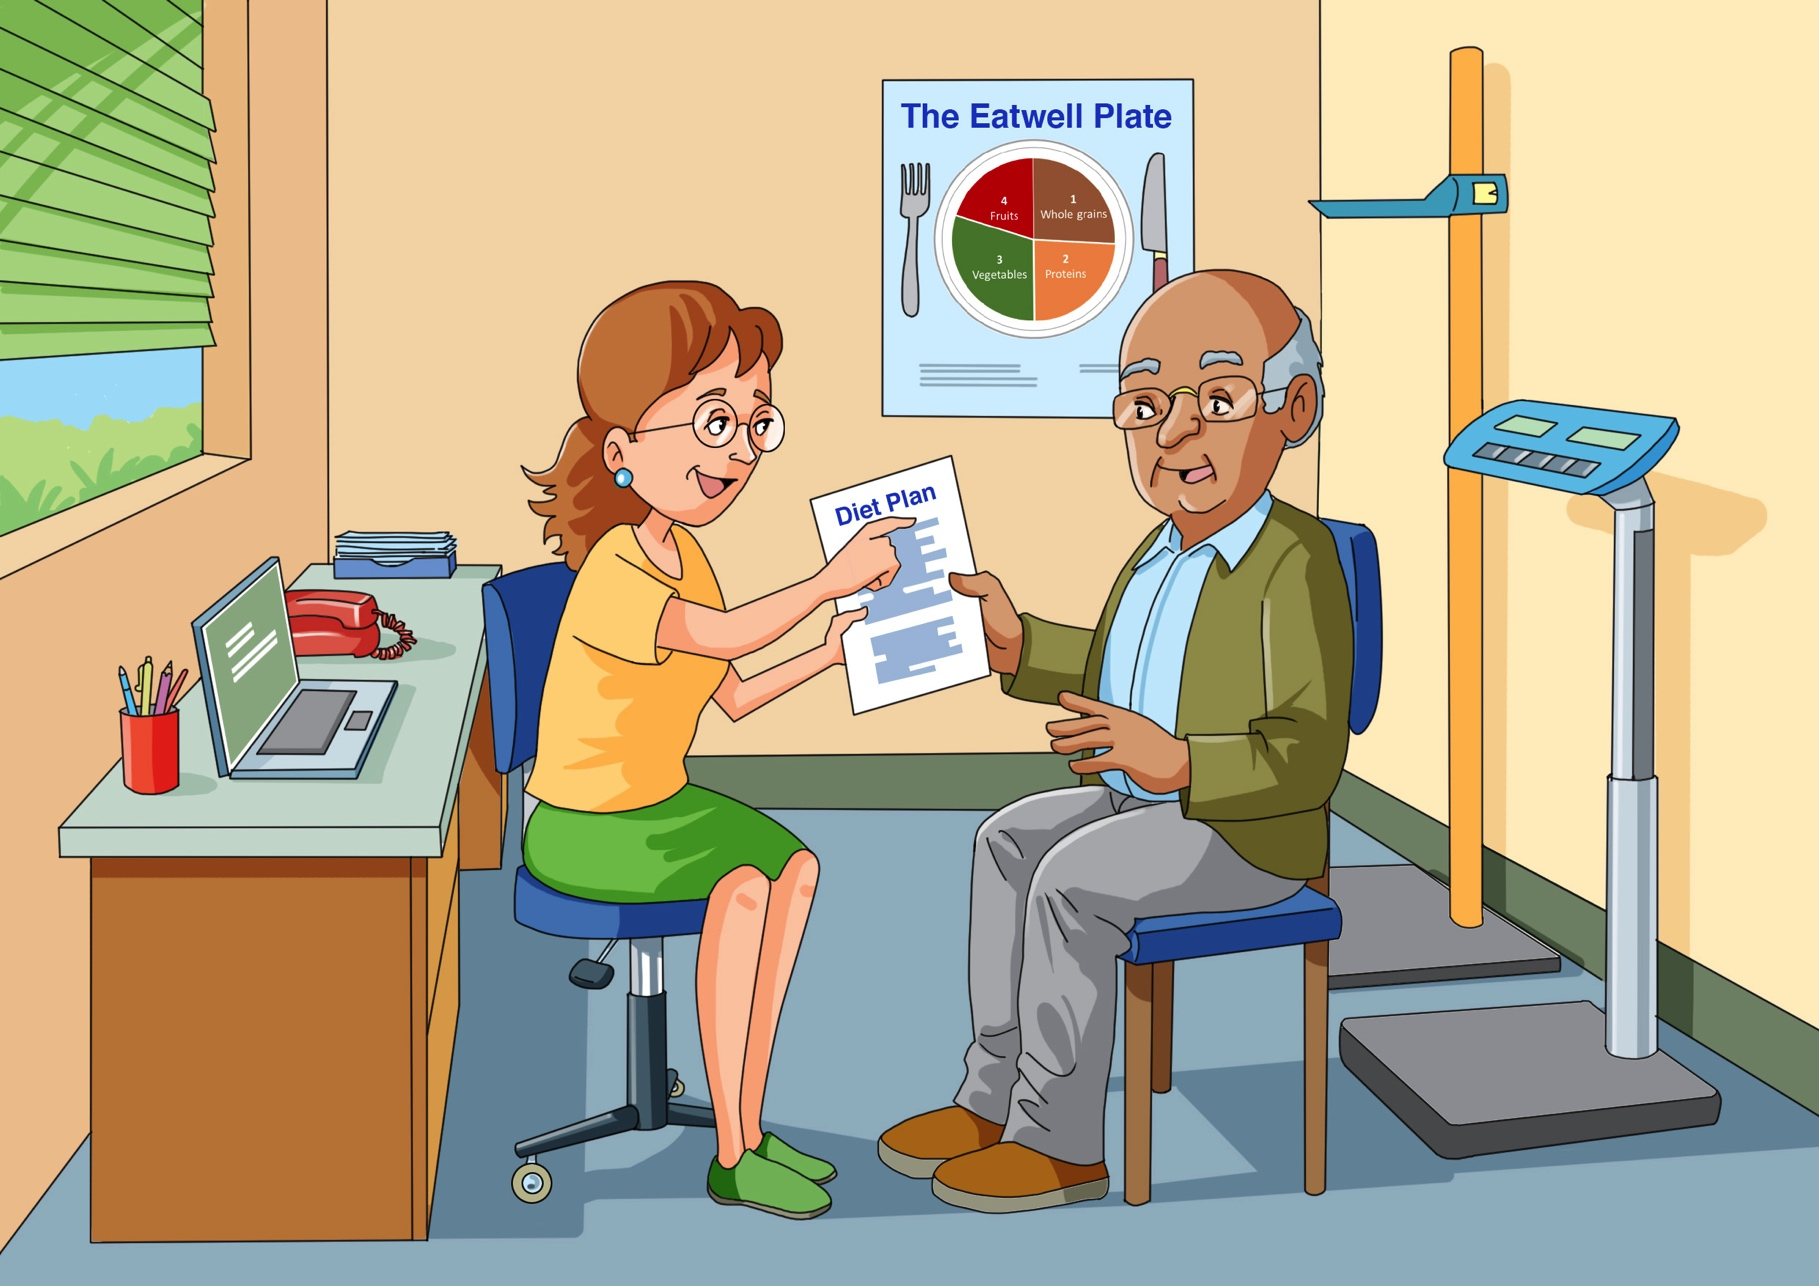 The Eatwell Plate
4
Fruits
1
Whole grains
3
Vegetables
2
Proteins
Diet Plan